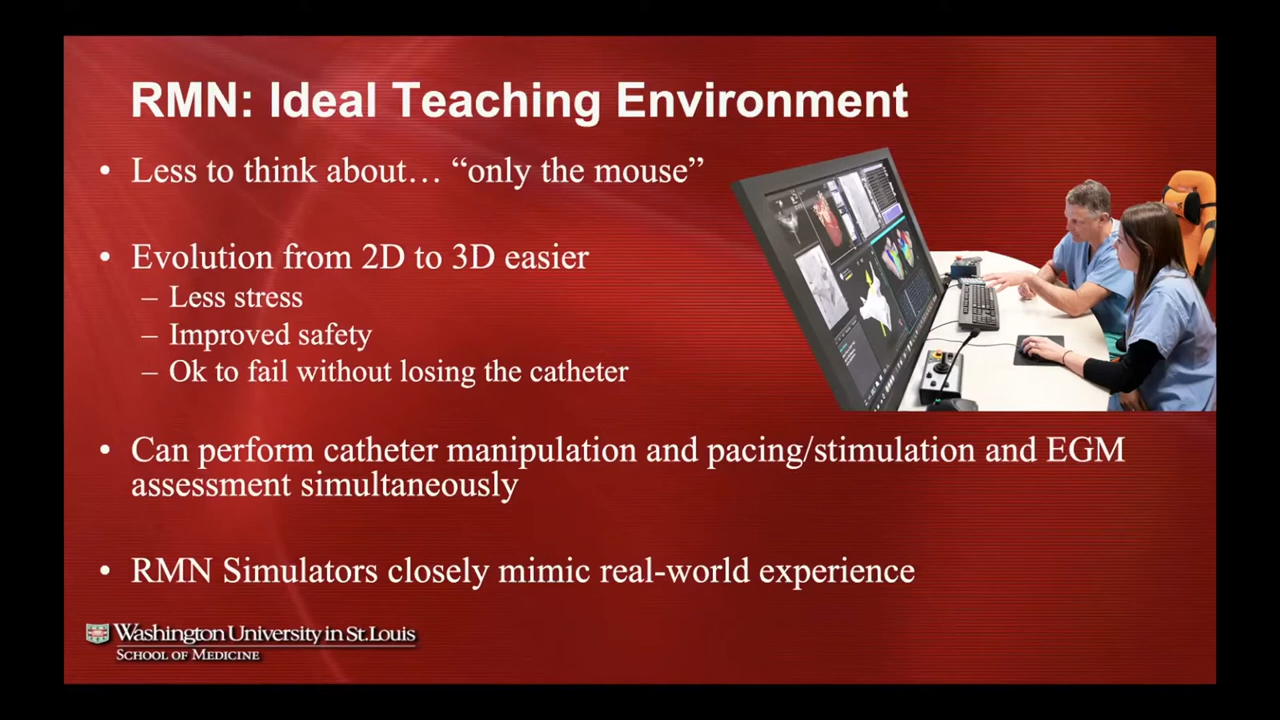 RMN: Ideal Teaching Environment
• Less to think about… “only the mouse”
• Evolution from 2D to 3D easier
– Less stress
– Improved safety
– Ok to fail without losing the catheter
• Can perform catheter manipulation and pacing/stimulation and EGM
assessment simultaneously
• RMN Simulators closely mimic real-world experience
Washington University in St. Louis
SCHOOL OF MEDICINE